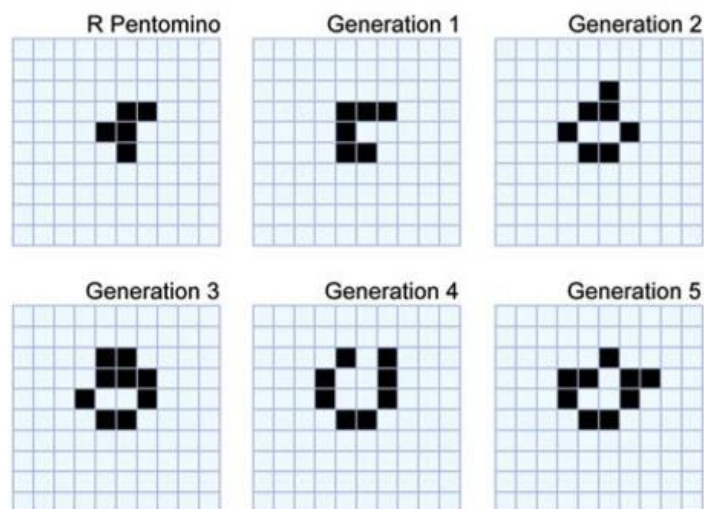 R Pentomino
Generation 1
Generation 2
Generation 3
Generation 4
Generation 5